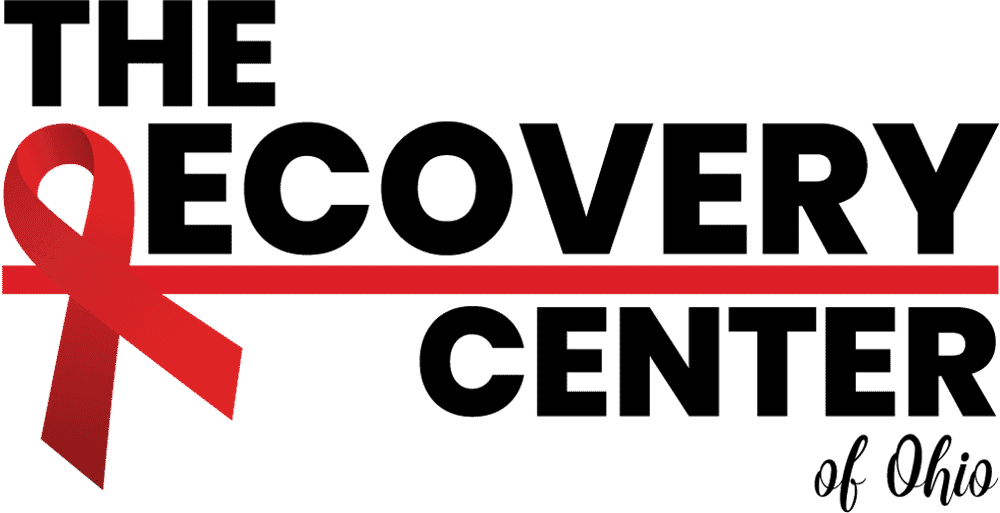 THE
RECOVERY
CENTER
of Ohio